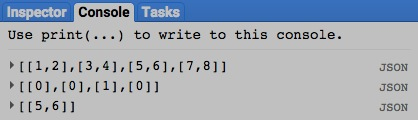 Inspector Console Tasks
Use print(...) to write to this console.
[[1,2],[3,4],[5,6],[7,8]] JSON
[[0],[0],[1],[0]] JSON
[[5,6]] JSON